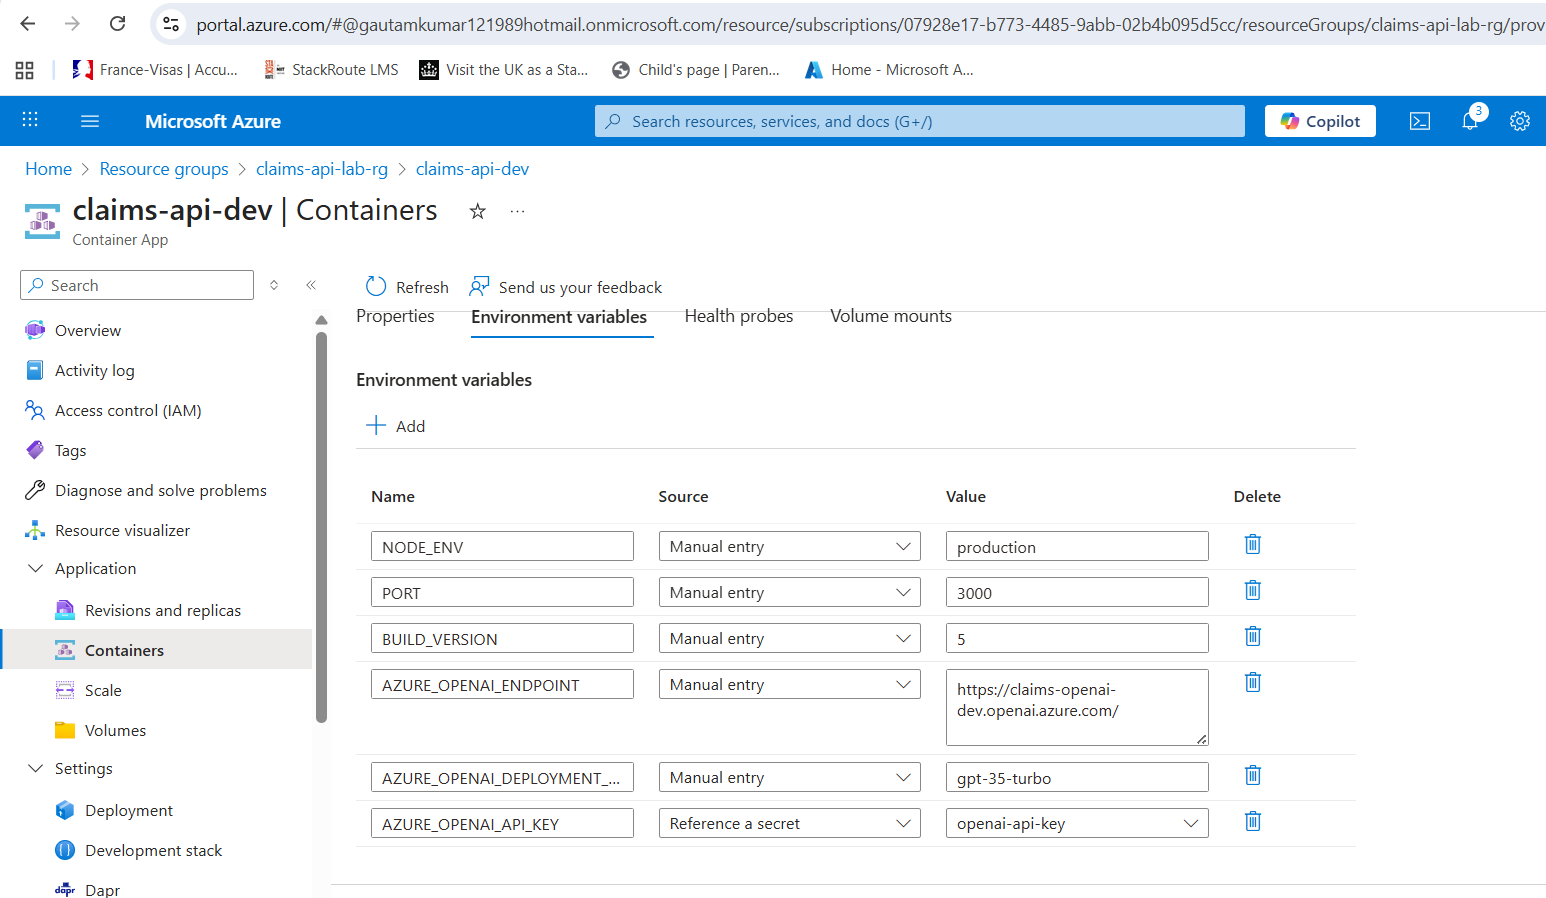 portal.azure.com/#@gautamkumar121989hotmail.onmicrosoft.com/resource/subscriptions/07928e17-b773-4485-9abb-02b4b095d5cc/resourceGroups/claims-api-lab-rg/prov
France-Visas | Accu... StackRoute LMS Visit the UK as a Sta... Child's page | Paren... Home - Microsoft A...
Microsoft Azure Search resources, services, and docs (G+/) Copilot 3
Home > Resource groups > claims-api-lab-rg > claims-api-dev
claims-api-dev | Containers ...
Container App
Search
Refresh Send us your feedback
Properties Environment variables Health probes Volume mounts
Overview
Activity log
Access control (IAM)
Tags
Diagnose and solve problems
Resource visualizer
Application
Revisions and replicas
Containers
Scale
Volumes
Settings
Deployment
Development stack
dapr Dapr
Environment variables
Add
Name Source Value Delete
NODE_ENV Manual entry production
PORT Manual entry 3000
BUILD_VERSION Manual entry 5
AZURE_OPENAI_ENDPOINT Manual entry https://claims-openai-
dev.openai.azure.com/
AZURE_OPENAI_DEPLOYMENT_... Manual entry gpt-35-turbo
AZURE_OPENAI_API_KEY Reference a secret openai-api-key